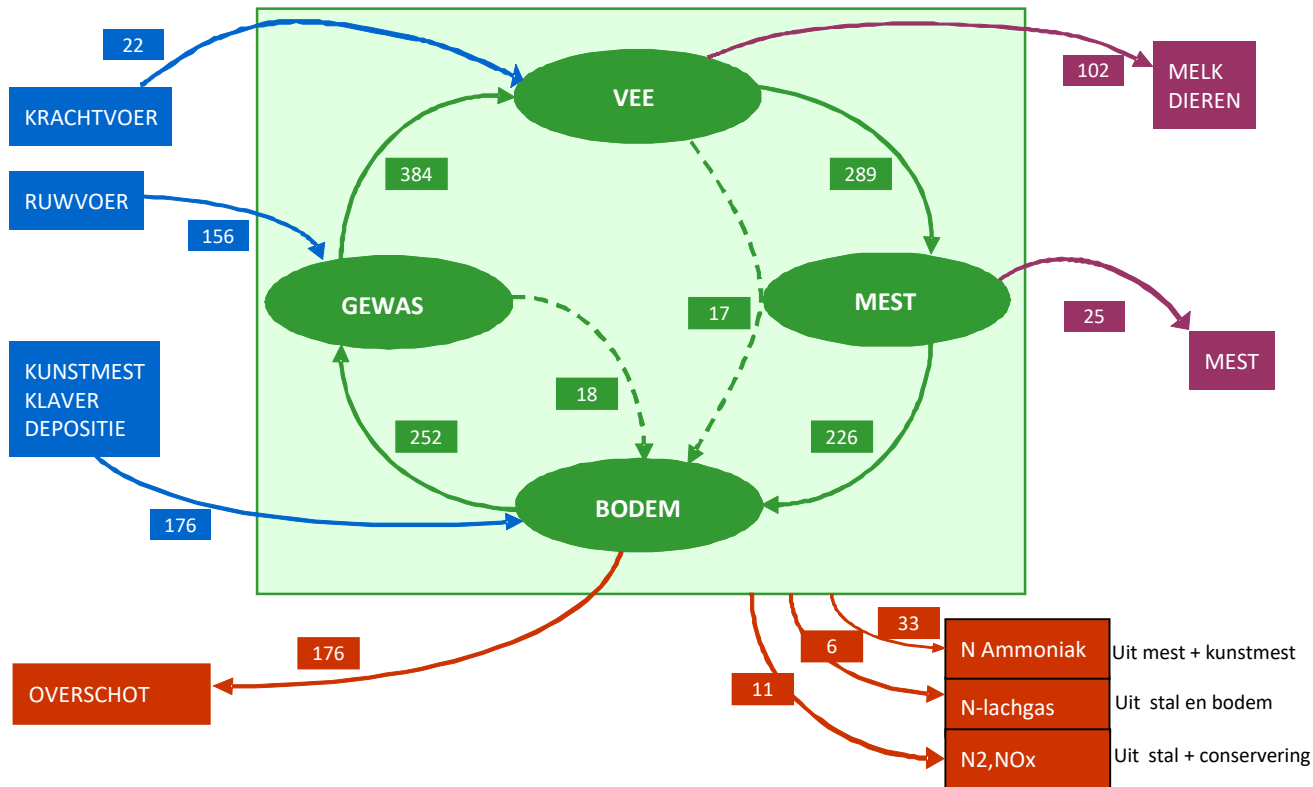 22
KRACHTVOER
VEE
102
MELK
DIEREN
384
289
RUWVOER
156
GEWAS
17
MEST
25
MEST
KUNSTMEST
KLAVER
DEPOSITIE
18
252
226
BODEM
176
176
OVERSCHOT
33
6
11
N Ammoniak
Uit mest + kunstmest
N-lachgas
Uit stal en bodem
N2,NOx
Uit stal + conservering